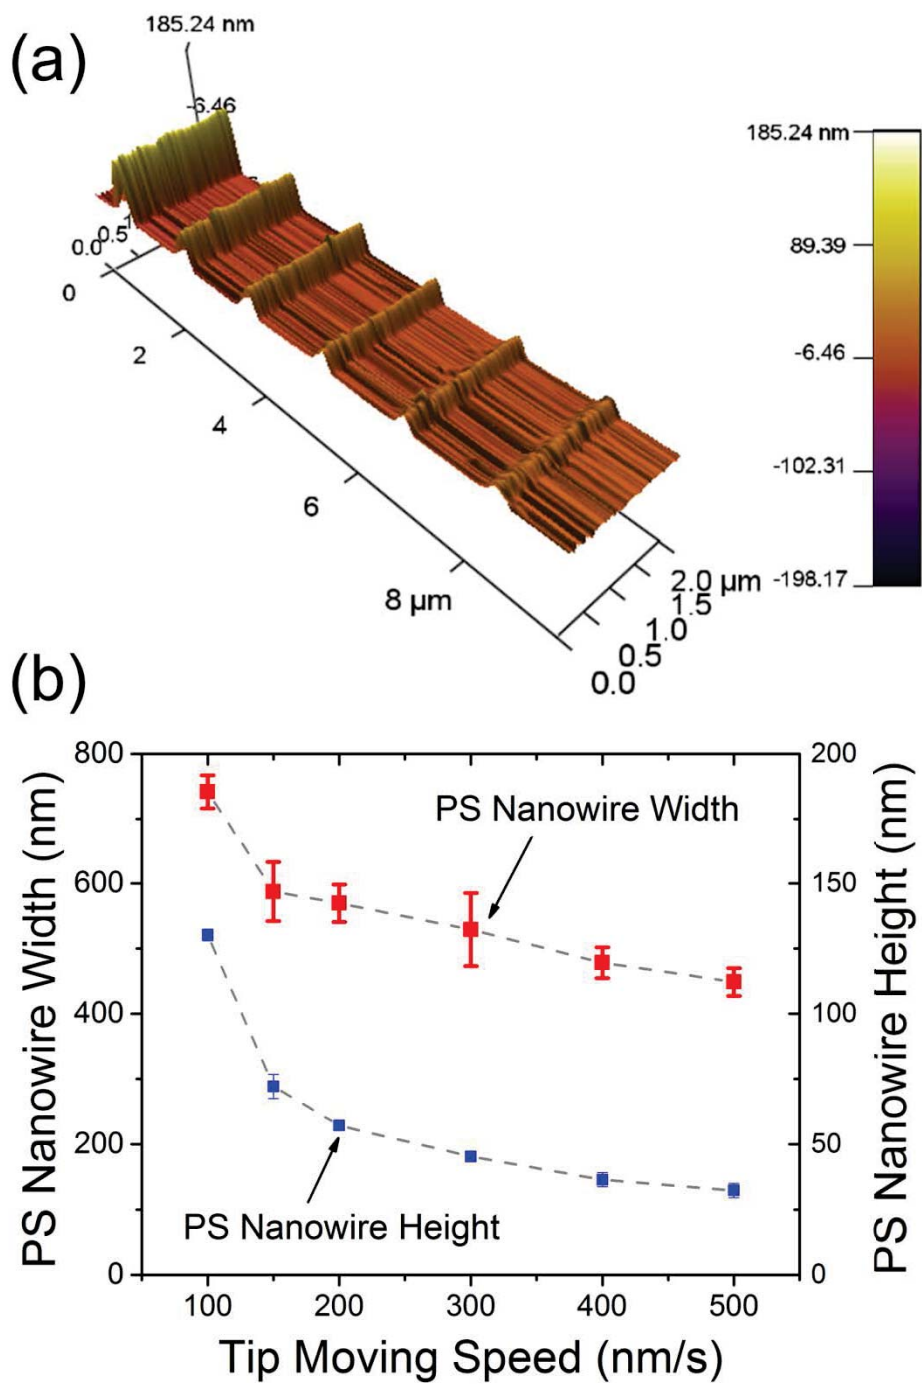 (a)
185.24 nm
-6.46
185.24 nm
89.39
-6.46
-102.31
-198.17
0.0
0.5
0
2
4
6
8 µm
2.0 µm
1.5
1.0
0.5
0.0
(b)
PS Nanowire Width (nm)
800
600
400
200
0
PS Nanowire Width
PS Nanowire Height
200
150
100
50
0
PS Nanowire Height (nm)
100 200 300 400 500
Tip Moving Speed (nm/s)